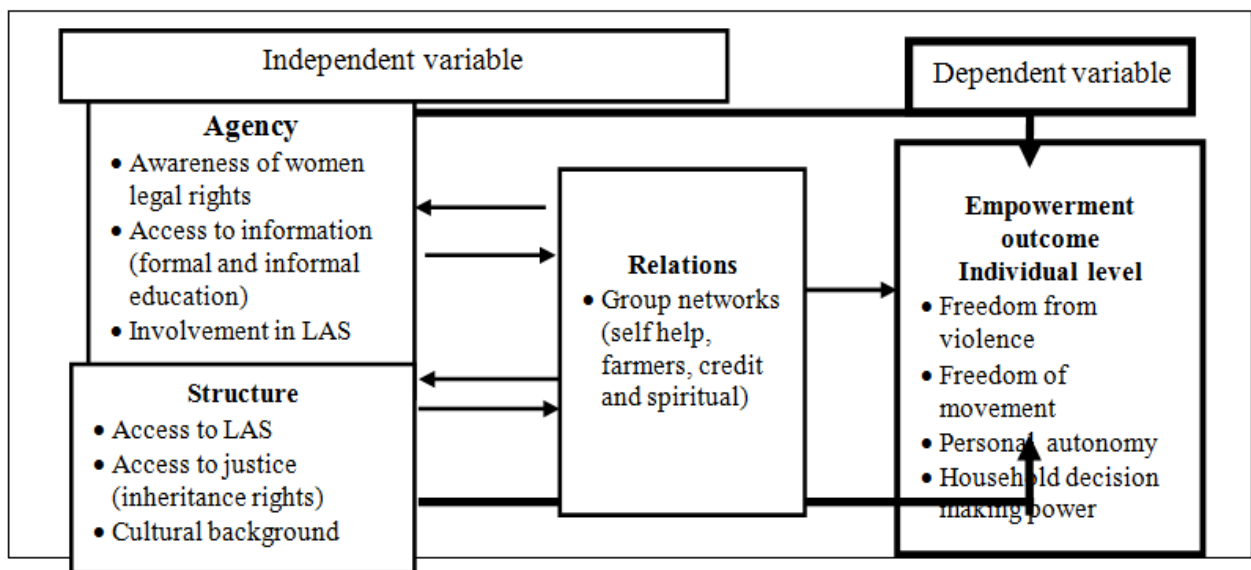 Independent variable
Dependent variable
Agency
• Awareness of women
legal rights
• Access to information
(formal and informal
education)
• Involvement in LAS
Structure
• Access to LAS
• Access to justice
(inheritance rights)
• Cultural background
Relations
• Group networks
(self help,
farmers, credit
and spiritual)
Empowerment
outcome
Individual level
• Freedom from
violence
• Freedom of
movement
• Personal autonomy
• Household decision
making power